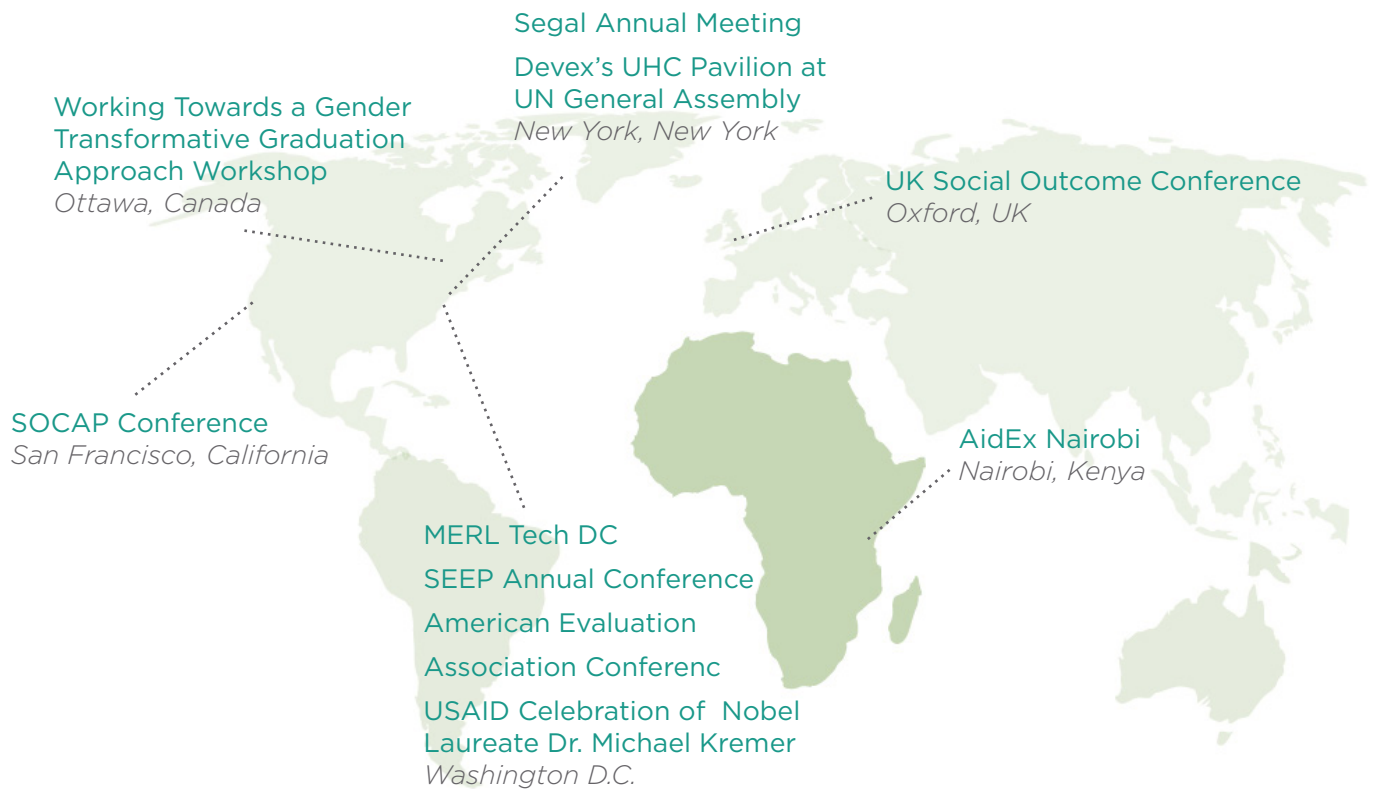 Segal Annual Meeting
Devex’s UHC Pavilion at
UN General Assembly
New York, New York
Working Towards a Gender
Transformative Graduation
Approach Workshop
Ottawa, Canada
UK Social Outcome Conference
Oxford, UK
SOCAP Conference
San Francisco, California
AidEx Nairobi
Nairobi, Kenya
MERL Tech DC
SEEP Annual Conference
American Evaluation
Association Conferenc
USAID Celebration of  Nobel
Laureate Dr. Michael Kremer
Washington D.C.